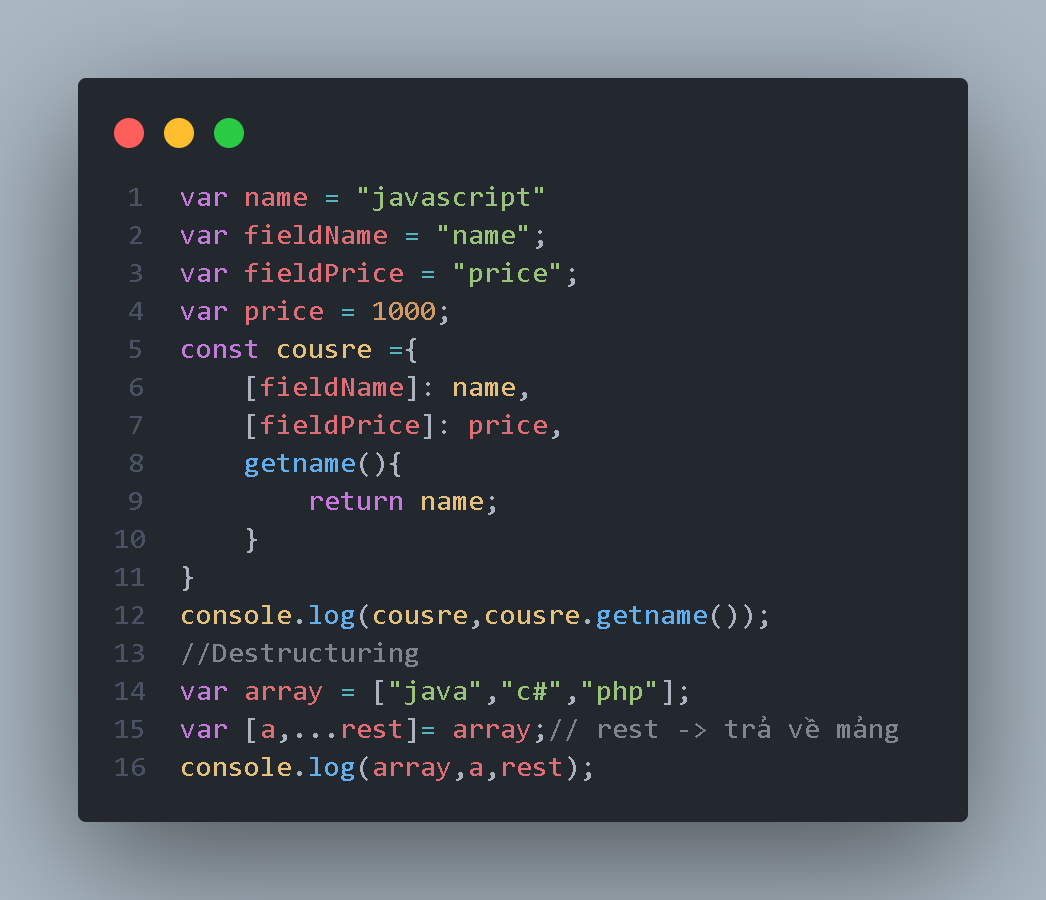 1 var name = "javascript"
2 var fieldName = "name";
3 var fieldPrice = "price";
4 var price = 1000;
5 const cousre ={
6     [fieldName]: name,
7     [fieldPrice]: price,
8     getname(){
9         return name;
10     }
11 }
12 console.log(cousre,cousre.getname());
13 //Destructuring
14 var array = ["java","c#","php"];
15 var [a,...rest]= array;// rest -> trả về mảng
16 console.log(array,a,rest);